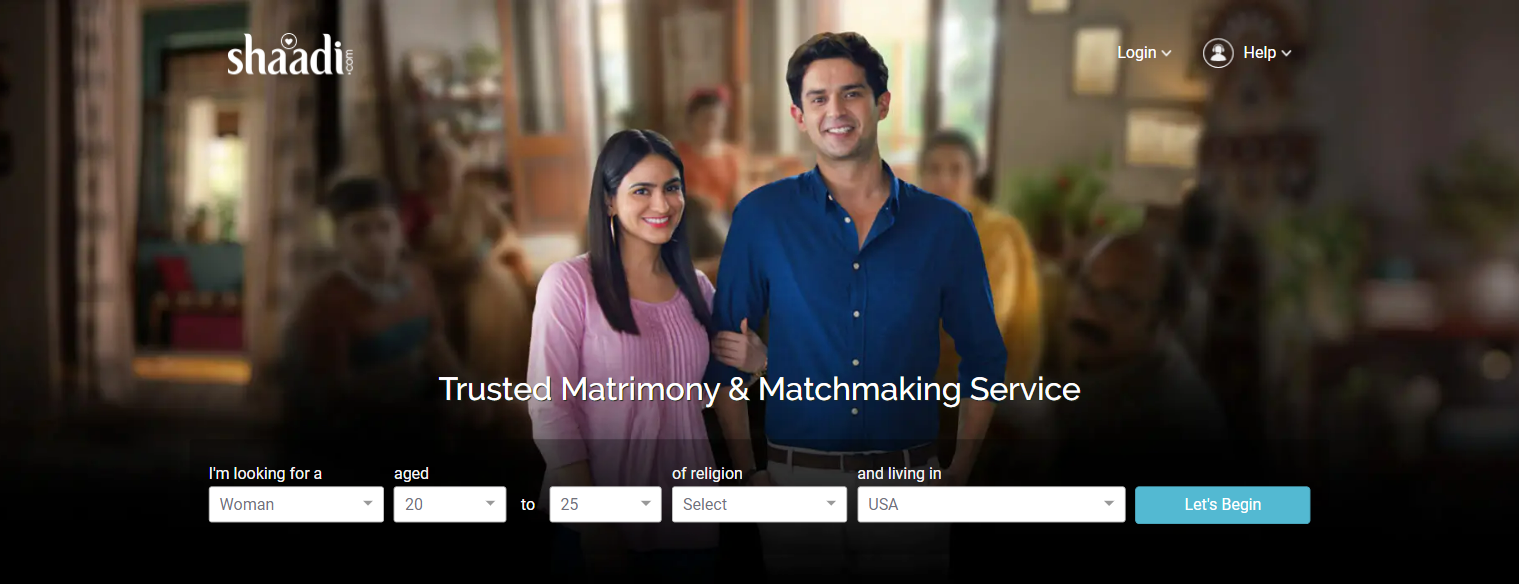 shaadi.com
Login
Help
Trusted Matrimony & Matchmaking Service
I'm looking for a
aged
of religion
and living in
Woman
20
to
25
Select
USA
Let's Begin